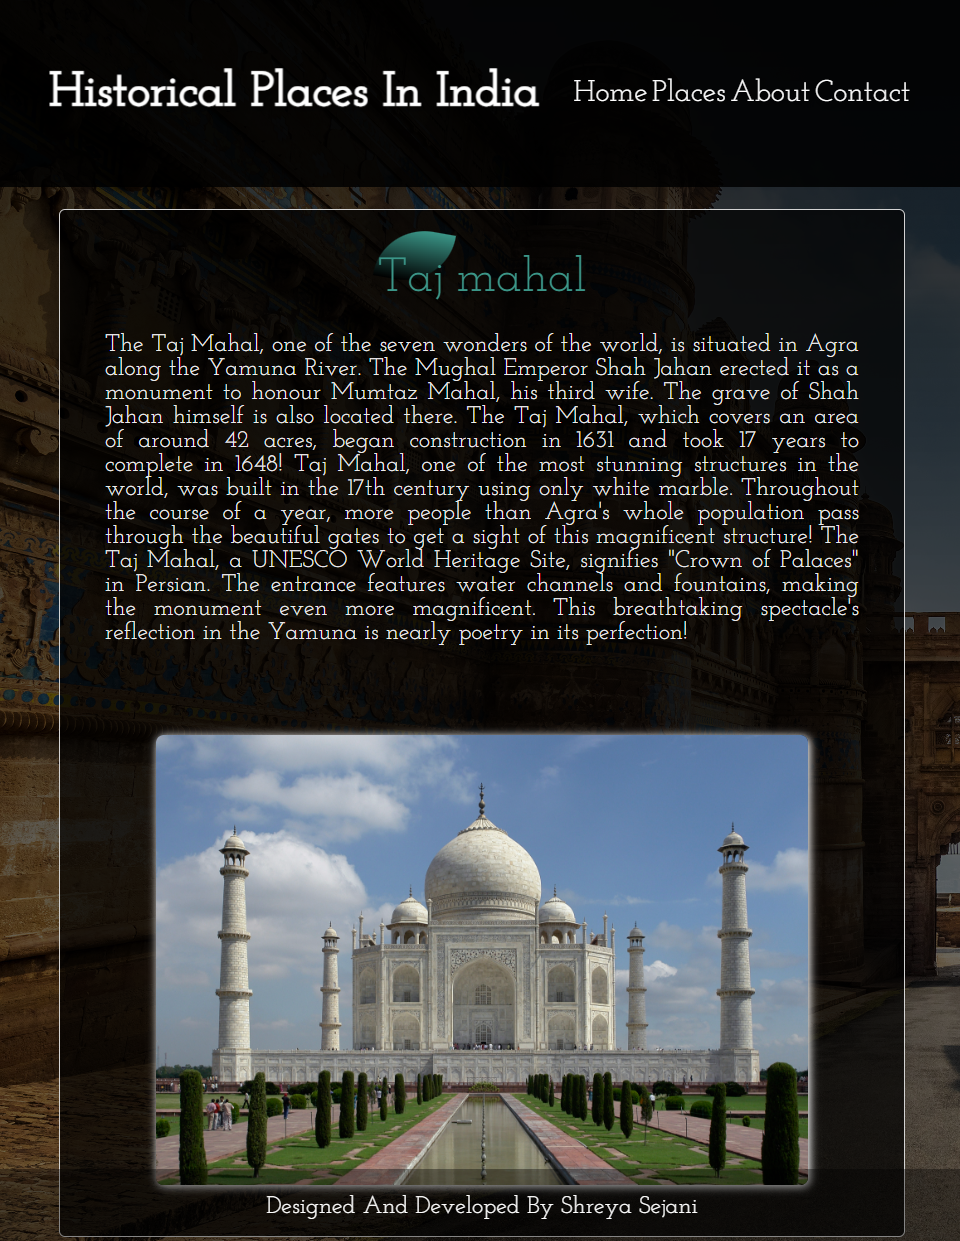 Historical Places In India
Home Places About Contact
Taj mahal
The Taj Mahal, one of the seven wonders of the world, is situated in Agra
along the Yamuna River. The Mughal Emperor Shah Jahan erected it as a
monument to honour Mumtaz Mahal, his third wife. The grave of Shah
Jahan himself is also located there. The Taj Mahal, which covers an area
of around 42 acres, began construction in 1631 and took 17 years to
complete in 1648! Taj Mahal, one of the most stunning structures in the
world, was built in the 17th century using only white marble. Throughout
the course of a year, more people than Agra's whole population pass
through the beautiful gates to get a sight of this magnificent structure! The
Taj Mahal, a UNESCO World Heritage Site, signifies "Crown of Palaces"
in Persian. The entrance features water channels and fountains, making
the monument even more magnificent. This breathtaking spectacle's
reflection in the Yamuna is nearly poetry in its perfection!
Designed And Developed By Shreya Sejani